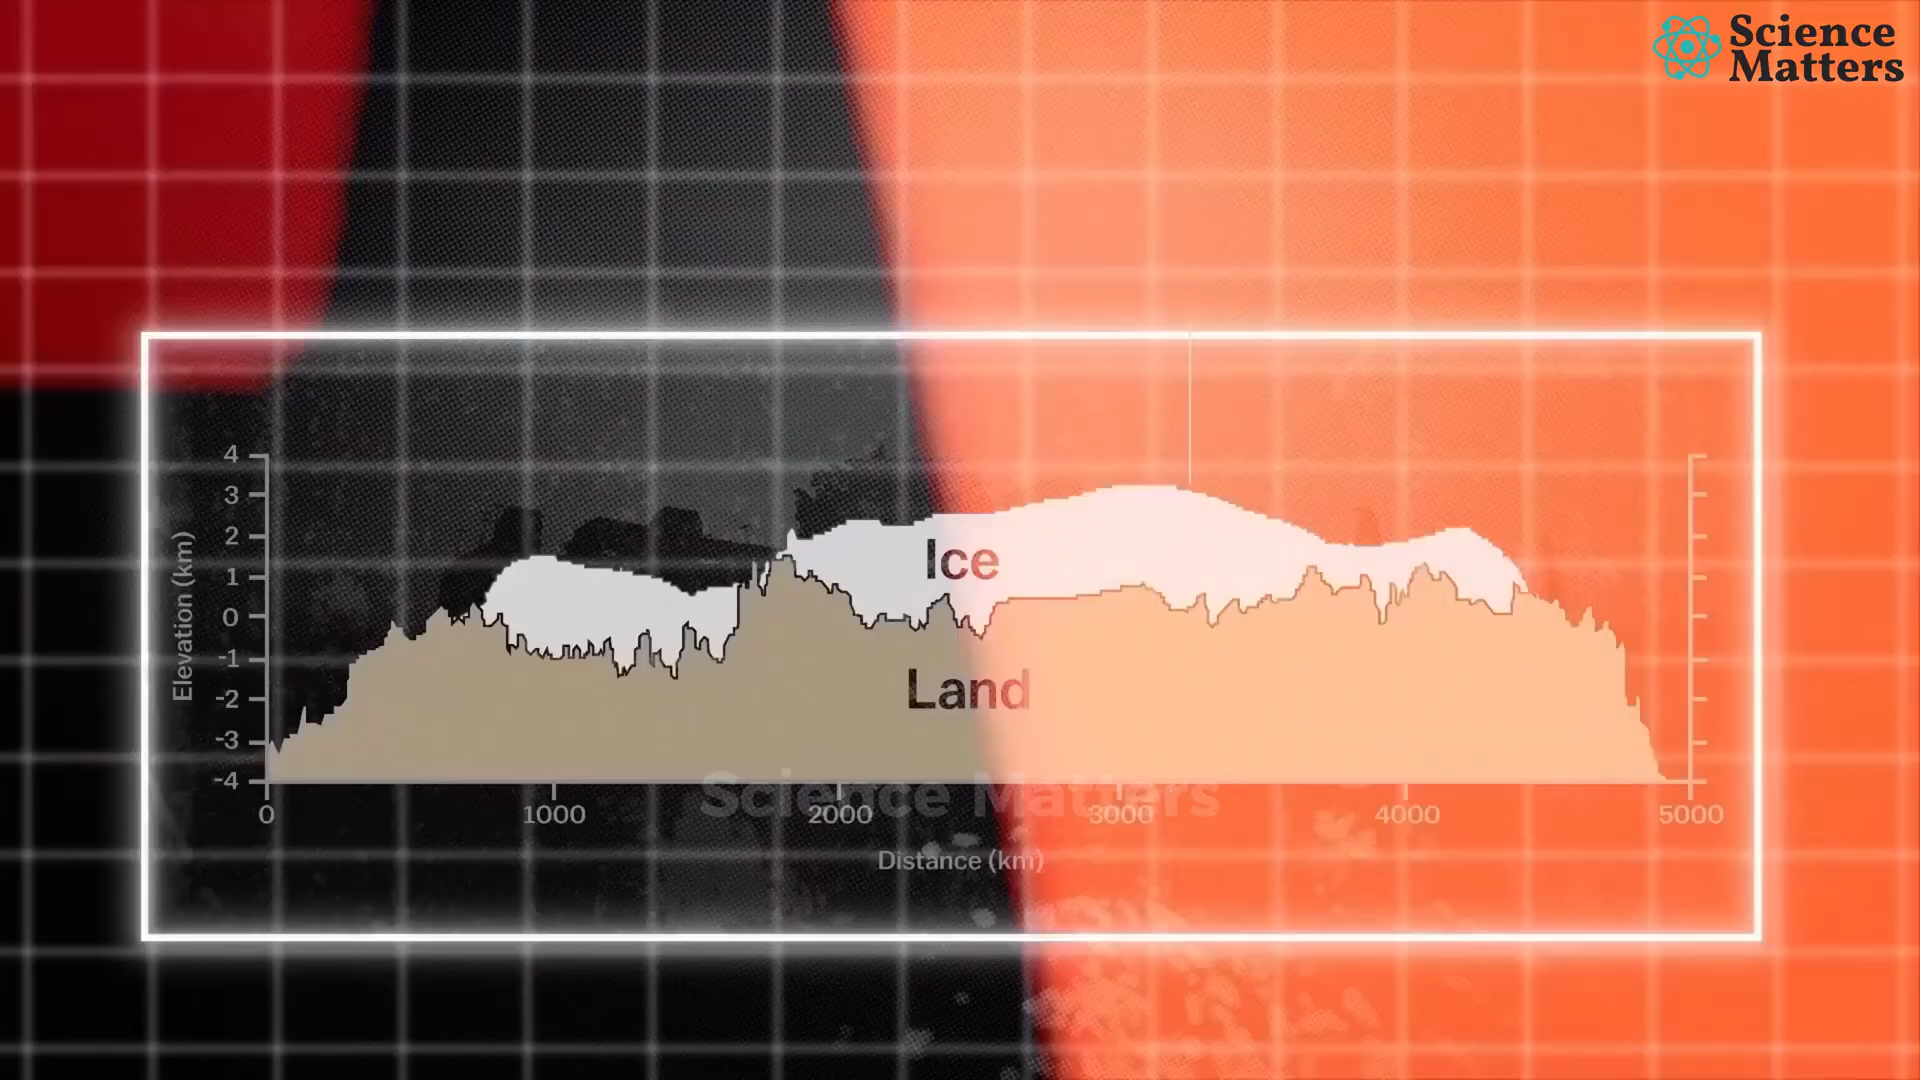 Science
Matters
4
3
2
1
0
-1
-2
-3
-4
Elevation (km)
Ice
Land
Science Matters
0 1000 2000 3000 4000 5000
Distance (km)